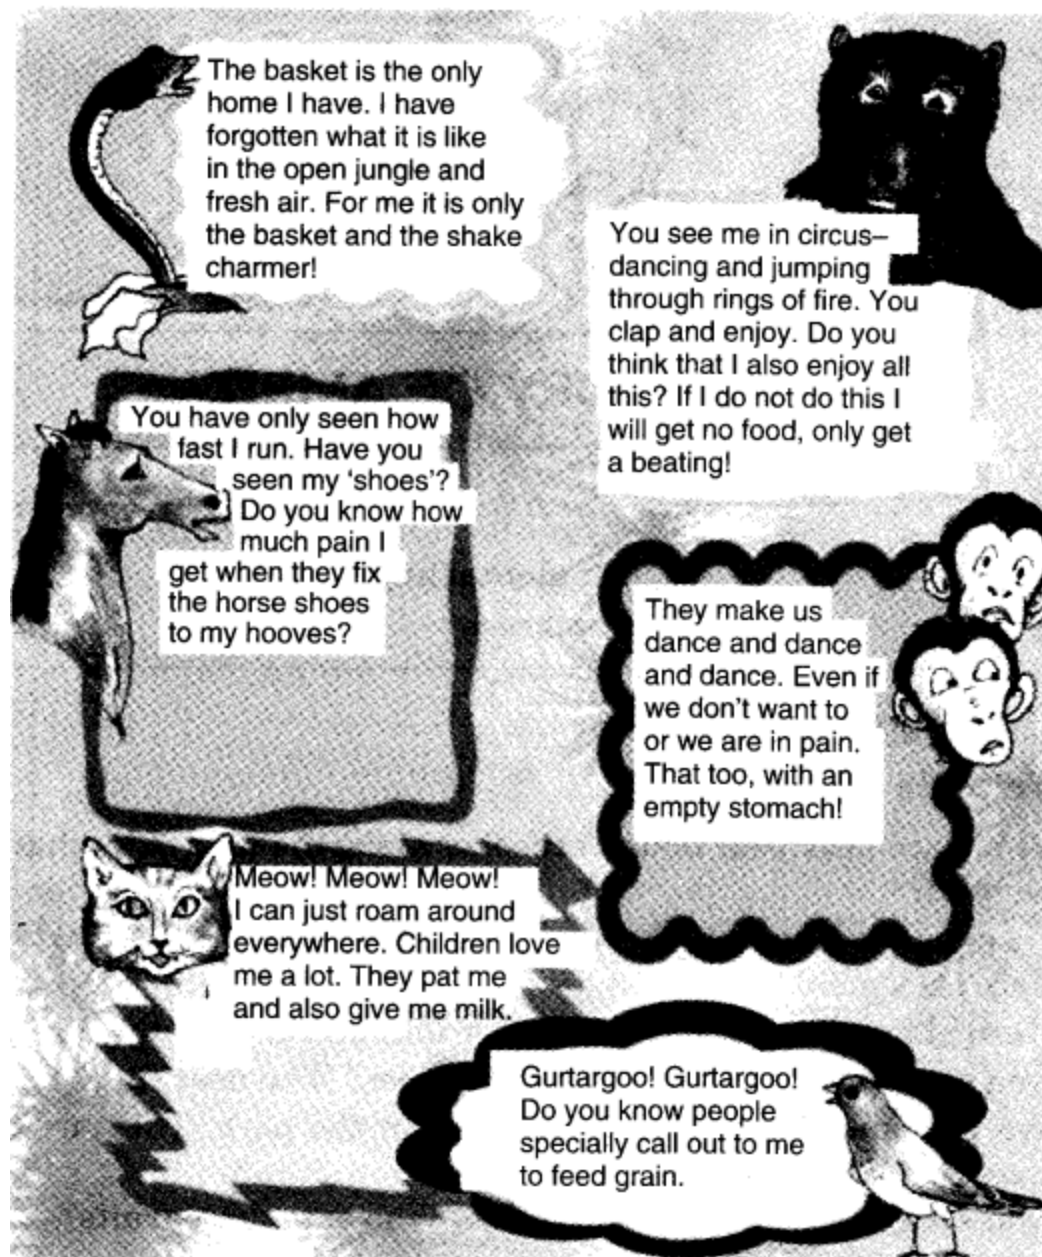 The basket is the only
home I have. I have
forgotten what it is like
in the open jungle and
fresh air. For me it is only
the basket and the shake
charmer!
You see me in circus–
dancing and jumping
through rings of fire. You
clap and enjoy. Do you
think that I also enjoy all
this? If I do not do this I
will get no food, only get
a beating!
You have only seen how
fast I run. Have you
seen my ‘shoes’?
Do you know how
much pain I
get when they fix
the horse shoes
to my hooves?
They make us
dance and dance
and dance. Even if
we don't want to
or we are in pain.
That too, with an
empty stomach!
Meow! Meow! Meow!
I can just roam around
everywhere. Children love
me a lot. They pat me
and also give me milk.
Gurtargoo! Gurtargoo!
Do you know people
specially call out to me
to feed grain.